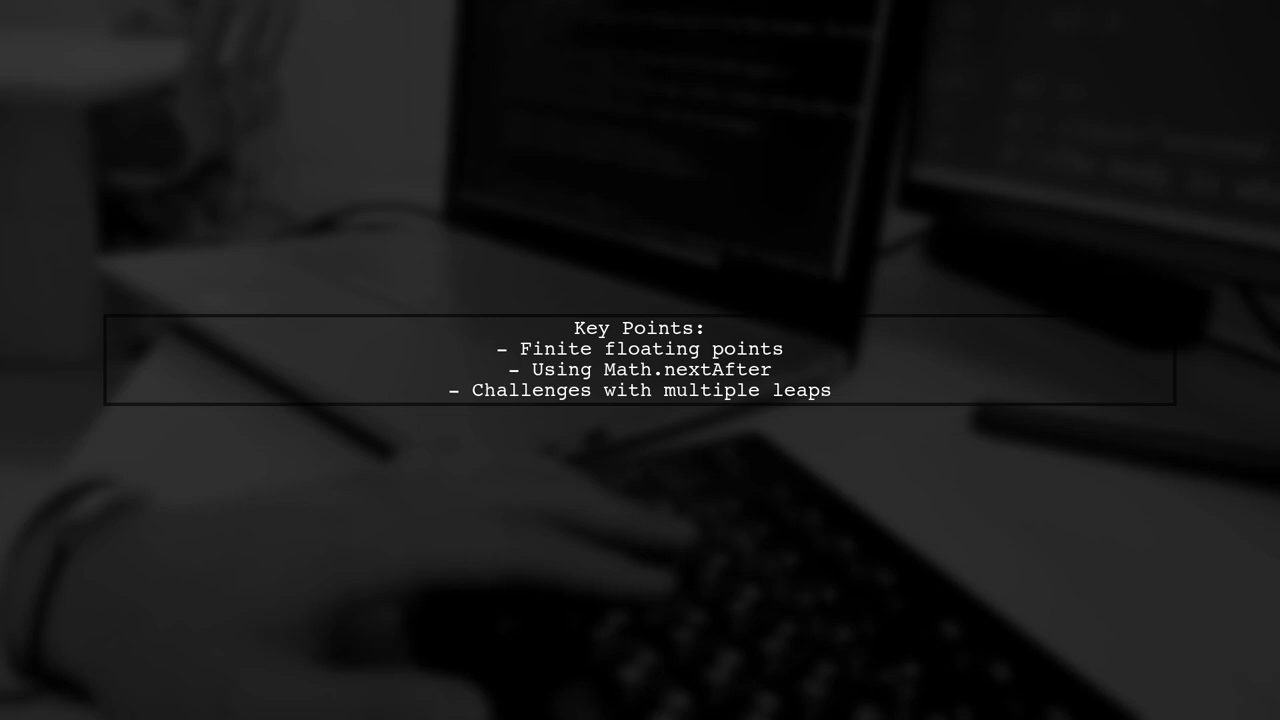 Key Points:
- Finite floating points
- Using Math.nextAfter
- Challenges with multiple leaps